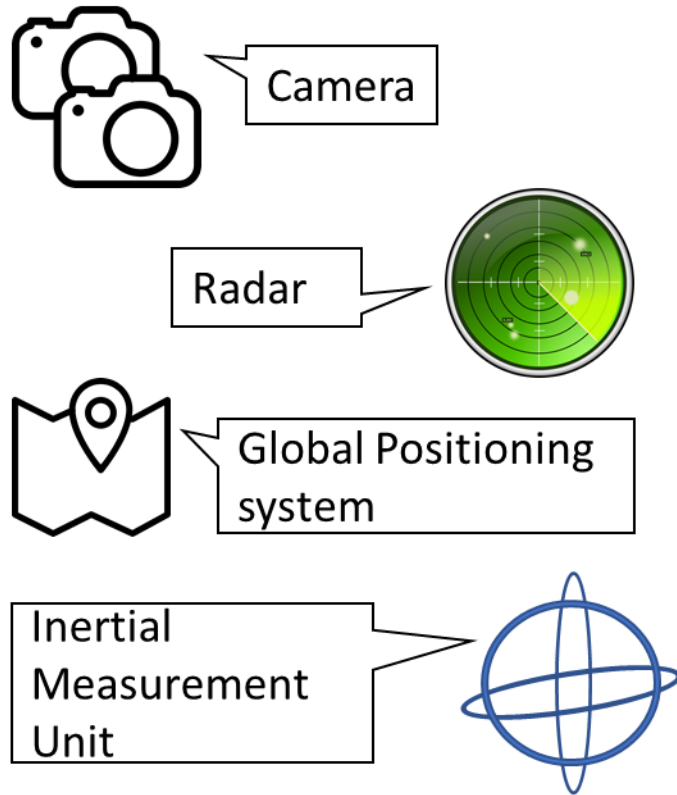 Camera
Radar
Global Positioning
system
Inertial
Measurement
Unit